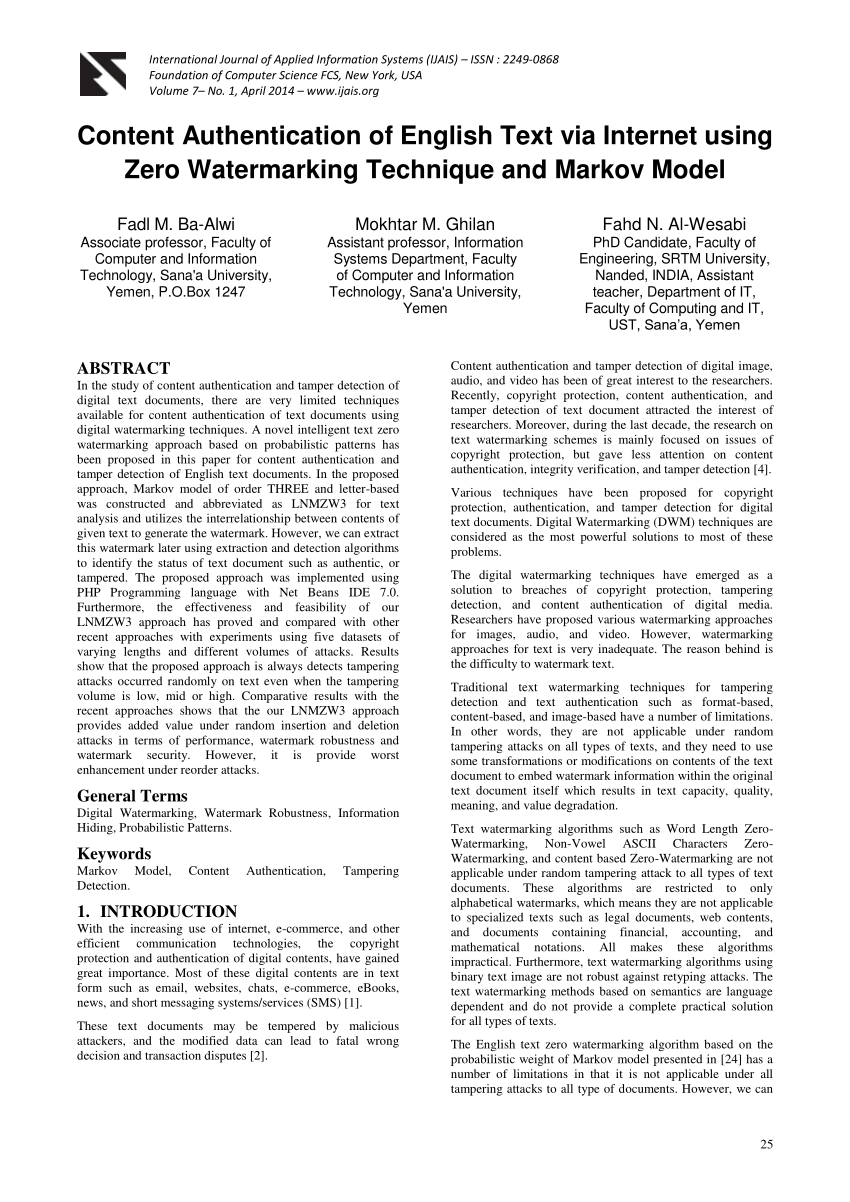 International Journal of Applied Information Systems (IJAIS) – ISSN : 2249-0868
Foundation of Computer Science FCS, New York, USA
Volume 7– No. 1, April 2014 – www.ijais.org
Content Authentication of English Text via Internet using
Zero Watermarking Technique and Markov Model
Fadl M. Ba-Alwi
Associate professor, Faculty of
Computer and Information
Technology, Sana'a University,
Yemen, P.O.Box 1247
Mokhtar M. Ghilan
Assistant professor, Information
Systems Department, Faculty
of Computer and Information
Technology, Sana'a University,
Yemen
Fahd N. Al-Wesabi
PhD Candidate, Faculty of
Engineering, SRTM University,
Nanded, INDIA, Assistant
teacher, Department of IT,
Faculty of Computing and IT,
UST, Sana'a, Yemen
ABSTRACT
In the study of content authentication and tamper detection of
digital text documents, there are very limited techniques
available for content authentication of text documents using
digital watermarking techniques. A novel intelligent text zero
watermarking approach based on probabilistic patterns has
been proposed in this paper for content authentication and
tamper detection of English text documents. In the proposed
approach, Markov model of order THREE and letter-based
was constructed and abbreviated as LNMZW3 for text
analysis and utilizes the interrelationship between contents of
given text to generate the watermark. However, we can extract
this watermark later using extraction and detection algorithms
to identify the status of text document such as authentic, or
tampered. The proposed approach was implemented using
PHP Programming language with Net Beans IDE 7.0.
Furthermore, the effectiveness and feasibility of our
LNMZW3 approach has proved and compared with other
recent approaches with experiments using five datasets of
varying lengths and different volumes of attacks. Results
show that the proposed approach is always detects tampering
attacks occurred randomly on text even when the tampering
volume is low, mid or high. Comparative results with the
recent approaches shows that the our LNMZW3 approach
provides added value under random insertion and deletion
attacks in terms of performance, watermark robustness and
watermark security. However, it is provide worst
enhancement under reorder attacks.
General Terms
Digital Watermarking, Watermark Robustness, Information
Hiding, Probabilistic Patterns.
Keywords
Markov Model, Content Authentication, Tampering
Detection.
1. INTRODUCTION
With the increasing use of internet, e-commerce, and other
efficient communication technologies, the copyright
protection and authentication of digital contents, have gained
great importance. Most of these digital contents are in text
form such as email, websites, chats, e-commerce, eBooks,
news, and short messaging systems/services (SMS) [1].
These text documents may be tempered by malicious
attackers, and the modified data can lead to fatal wrong
decision and transaction disputes [2].
Content authentication and tamper detection of digital image,
audio, and video has been of great interest to the researchers.
Recently, copyright protection, content authentication, and
tamper detection of text document attracted the interest of
researchers. Moreover, during the last decade, the research on
text watermarking schemes is mainly focused on issues of
copyright protection, but gave less attention on content
authentication, integrity verification, and tamper detection [4].
Various techniques have been proposed for copyright
protection, authentication, and tamper detection for digital
text documents. Digital Watermarking (DWM) techniques are
considered as the most powerful solutions to most of these
problems.
The digital watermarking techniques have emerged as a
solution to breaches of copyright protection, tampering
detection, and content authentication of digital media.
Researchers have proposed various watermarking approaches
for images, audio, and video. However, watermarking
approaches for text is very inadequate. The reason behind is
the difficulty to watermark text.
Traditional text watermarking techniques for tampering
detection and text authentication such as format-based,
content-based, and image-based have a number of limitations.
In other words, they are not applicable under random
tampering attacks on all types of texts, and they need to use
some transformations or modifications on contents of the text
document to embed watermark information within the original
text document itself which results in text capacity, quality,
meaning, and value degradation.
Text watermarking algorithms such as Word Length Zero-
Watermarking, Non-Vowel ASCII Characters Zero-
Watermarking, and content based Zero-Watermarking are not
applicable under random tampering attack to all types of text
documents. These algorithms are restricted to only
alphabetical watermarks, which means they are not applicable
to specialized texts such as legal documents, web contents,
and documents containing financial, accounting, and
mathematical notations. All makes these algorithms
impractical. Furthermore, text watermarking algorithms using
binary text image are not robust against retyping attacks. The
text watermarking methods based on semantics are language
dependent and do not provide a complete practical solution
for all types of texts.
The English text zero watermarking algorithm based on the
probabilistic weight of Markov model presented in [24] has a
number of limitations in that it is not applicable under all
tampering attacks to all type of documents. However, we can
25